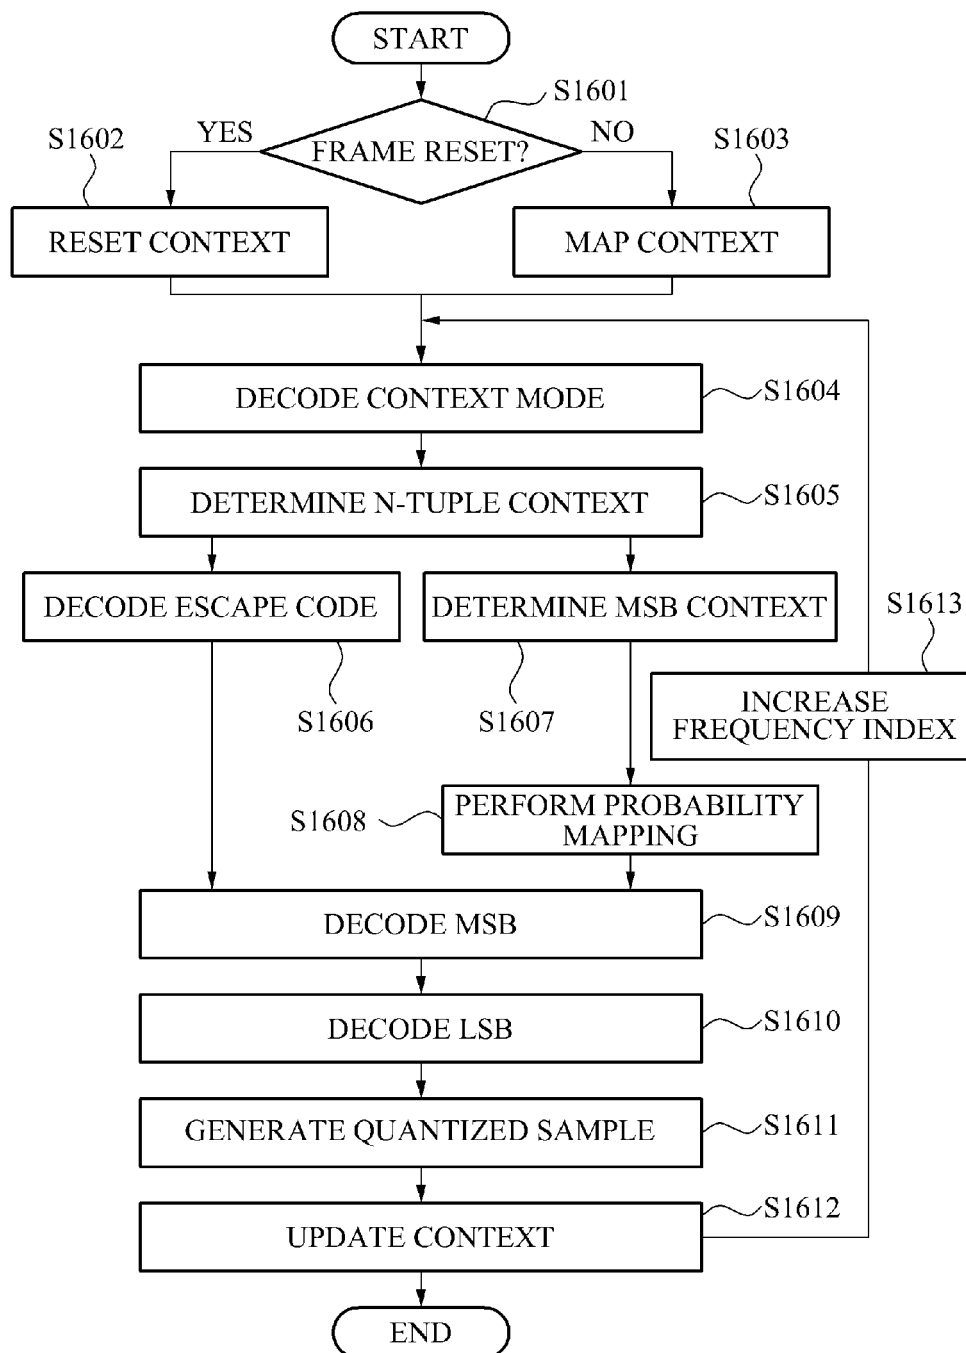 START
S1601
YES
NO
S1602
S1603
FRAME RESET?
RESET CONTEXT
MAP CONTEXT
DECODE CONTEXT MODE
S1604
DETERMINE N-TUPLE CONTEXT
S1605
DECODE ESCAPE CODE
DETERMINE MSB CONTEXT
S1613
S1606
S1607
INCREASE
FREQUENCY INDEX
S1608
PERFORM PROBABILITY
MAPPING
DECODE MSB
S1609
DECODE LSB
S1610
GENERATE QUANTIZED SAMPLE
S1611
UPDATE CONTEXT
S1612
END